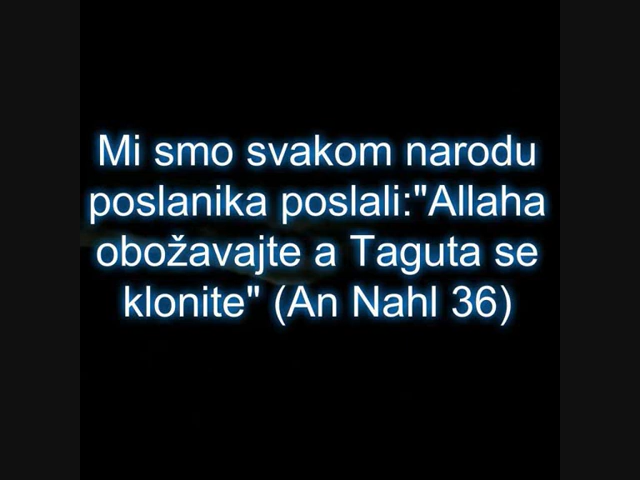 Mi smo svakom narodu
poslanika poslali:"Allaha
obožavajte a Taguta se
klonite" (An Nahl 36)